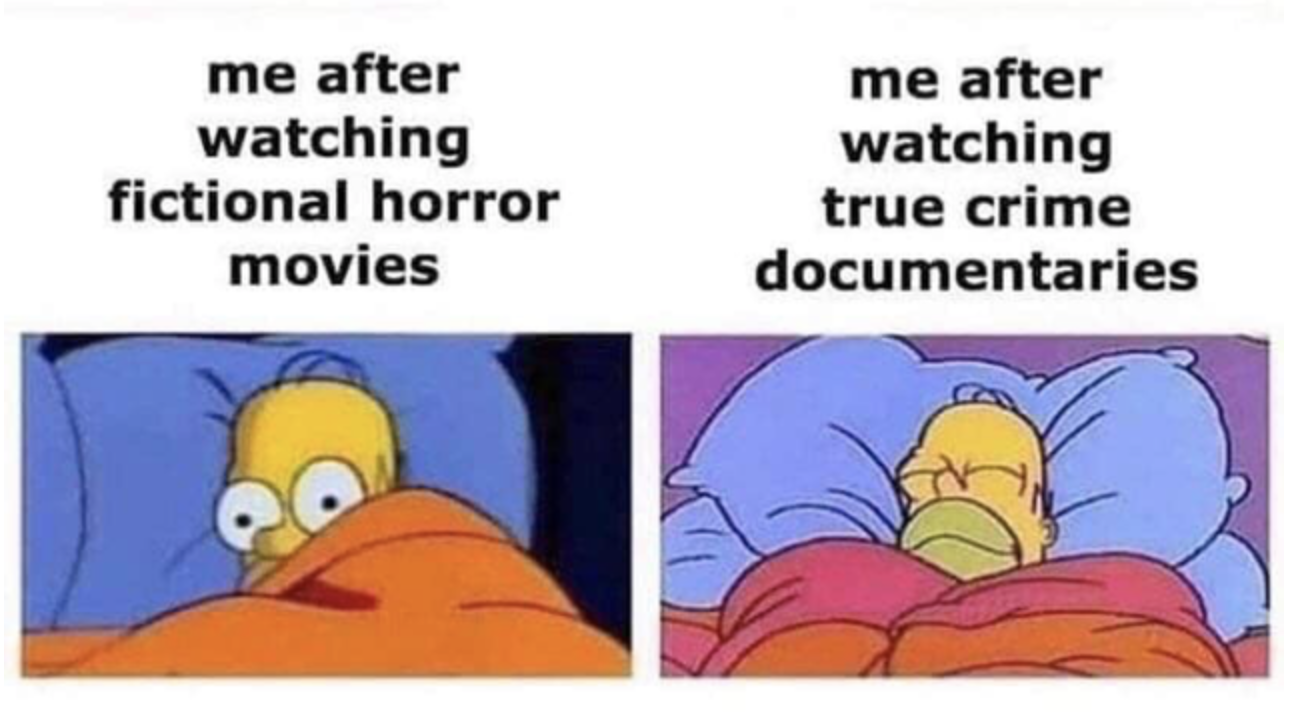 me after
watching
fictional horror
movies
me after
watching
true crime
documentaries